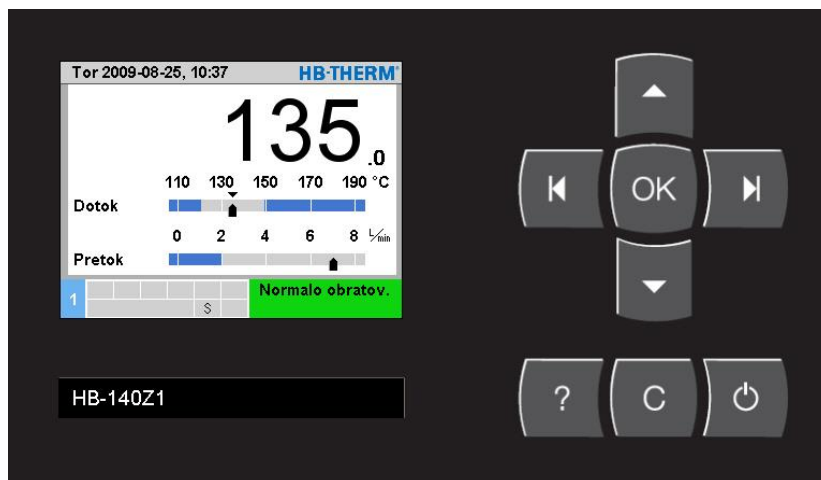 Tor 2009-08-25, 10:37 HB-THERM®
135.0
110 130 150 170 190 °C
Dotok
0 2 4 6 8 L/min
Pretok
1
S
Normalo obratov.
HB-140Z1
OK
? C